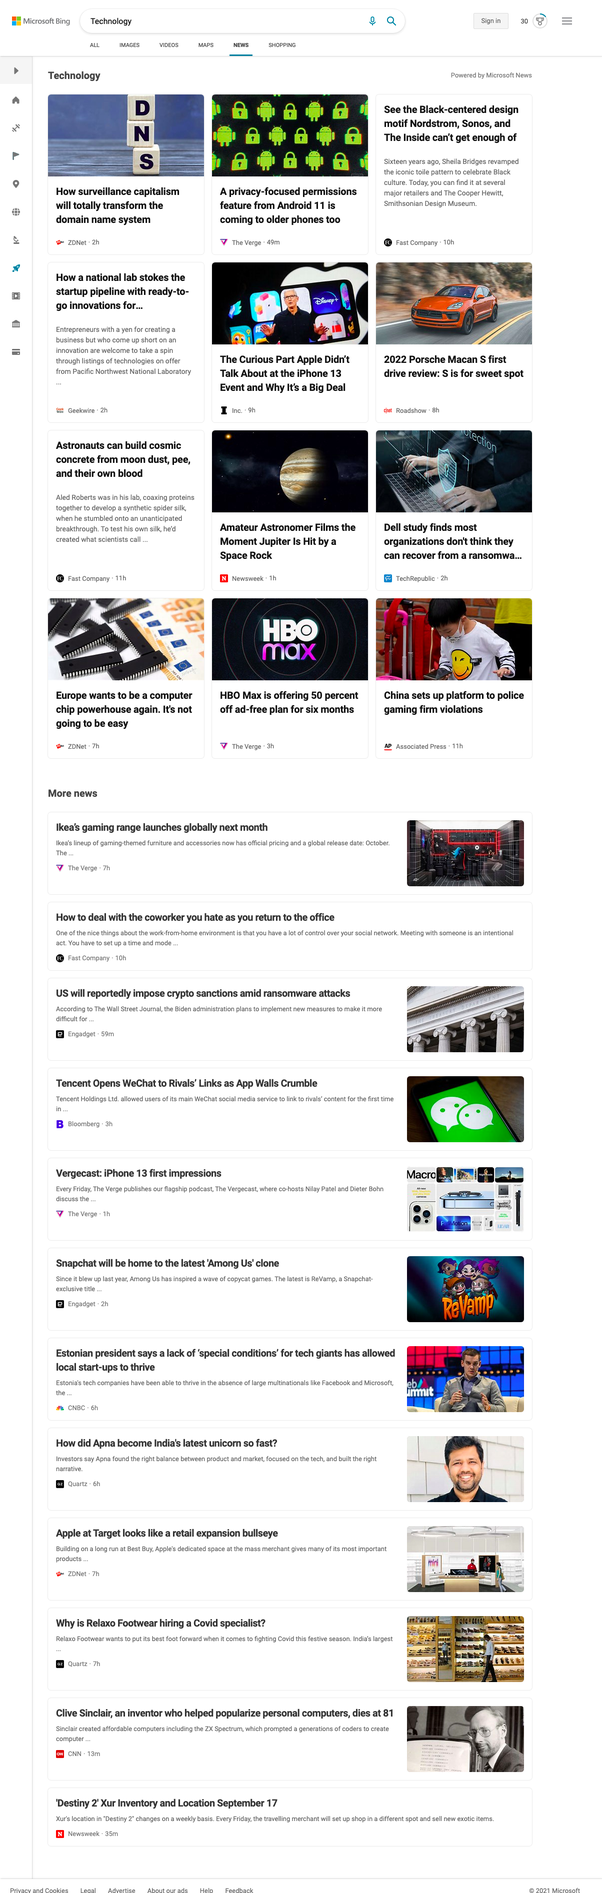 Microsoft Bing
Technology
Sign in
30
ALL
IMAGES
VIDEOS
MAPS
NEWS
SHOPPING
Technology
Powered by Microsoft News
D
N
S
How surveillance capitalism
will totally transform the
domain name system
ZDNet · 2h
A privacy-focused permissions
feature from Android 11 is
coming to older phones too
The Verge · 49m
See the Black-centered design
motif Nordstrom, Sonos, and
The Inside can't get enough of
Sixteen years ago, Sheila Bridges revamped
the iconic toile pattern to celebrate Black
culture. Today, you can find it at several
major retailers and The Cooper Hewitt,
Smithsonian Design Museum.
Fast Company · 10h
How a national lab stokes the
startup pipeline with ready-to-
go innovations for...
Entrepreneurs with a yen for creating a
business but who come up short on an
innovation are welcome to take a spin
through listings of technologies on offer
from Pacific Northwest National Laboratory
...
Geekwire · 2h
Disney+
The Curious Part Apple Didn't
Talk About at the iPhone 13
Event and Why It's a Big Deal
Inc. · 9h
2022 Porsche Macan S first
drive review: S is for sweet spot
Roadshow · 8h
Astronauts can build cosmic
concrete from moon dust, pee,
and their own blood
Aled Roberts was in his lab, coaxing proteins
together to develop a synthetic spider silk,
when he stumbled onto an unanticipated
breakthrough. To test his own silk, he'd
created what scientists call ...
Fast Company · 11h
Amateur Astronomer Films the
Moment Jupiter Is Hit by a
Space Rock
Newsweek · 1h
Dell study finds most
organizations don't think they
can recover from a ransomwa...
TechRepublic · 2h
Europe wants to be a computer
chip powerhouse again. It's not
going to be easy
ZDNet · 7h
HBO
max
HBO Max is offering 50 percent
off ad-free plan for six months
The Verge · 3h
China sets up platform to police
gaming firm violations
AP
Associated Press · 11h
More news
Ikea's gaming range launches globally next month
Ikea's lineup of gaming-themed furniture and accessories now has official pricing and a global release date: October.
The ...
The Verge · 7h
How to deal with the coworker you hate as you return to the office
One of the nice things about the work-from-home environment is that you have a lot of control over your social network. Meeting with someone is an intentional
act. You have to set up a time and mode ...
Fast Company · 10h
US will reportedly impose crypto sanctions amid ransomware attacks
According to The Wall Street Journal, the Biden administration plans to implement new measures to make it more
difficult for ...
Engadget · 59m
Tencent Opens WeChat to Rivals' Links as App Walls Crumble
Tencent Holdings Ltd. allowed users of its main WeChat social media service to link to rivals' content for the first time
in ...
Bloomberg · 3h
Vergecast: iPhone 13 first impressions
Every Friday, The Verge publishes our flagship podcast, The Vergecast, where co-hosts Nilay Patel and Dieter Bohn
discuss the ...
The Verge · 1h
Macro
Snapchat will be home to the latest 'Among Us' clone
Since it blew up last year, Among Us has inspired a wave of copycat games. The latest is ReVamp, a Snapchat-
exclusive title ...
Engadget · 2h
ReVamp
Estonian president says a lack of 'special conditions' for tech giants has allowed
local start-ups to thrive
Estonia's tech companies have been able to thrive in the absence of large multinationals like Facebook and Microsoft,
the ...
CNBC · 6h
How did Apna become India's latest unicorn so fast?
Investors say Apna found the right balance between product and market, focused on the tech, and built the right
narrative.
Quartz · 6h
Apple at Target looks like a retail expansion bullseye
Building on a long run at Best Buy, Apple's dedicated space at the mass merchant gives many of its most important
products ...
ZDNet · 7h
Why is Relaxo Footwear hiring a Covid specialist?
Relaxo Footwear wants to put its best foot forward when it comes to fighting Covid this festive season. India's largest
...
Quartz · 7h
Clive Sinclair, an inventor who helped popularize personal computers, dies at 81
Sinclair created affordable computers including the ZX Spectrum, which prompted a generations of coders to create
computer ...
CNN · 13m
'Destiny 2' Xur Inventory and Location September 17
Xur's location in "Destiny 2" changes on a weekly basis. Every Friday, the travelling merchant will set up shop in a different spot and sell new exotic items.
Newsweek · 35m
Privacy and Cookies
Legal
Advertise
About our ads
Help
Feedback
© 2021 Microsoft